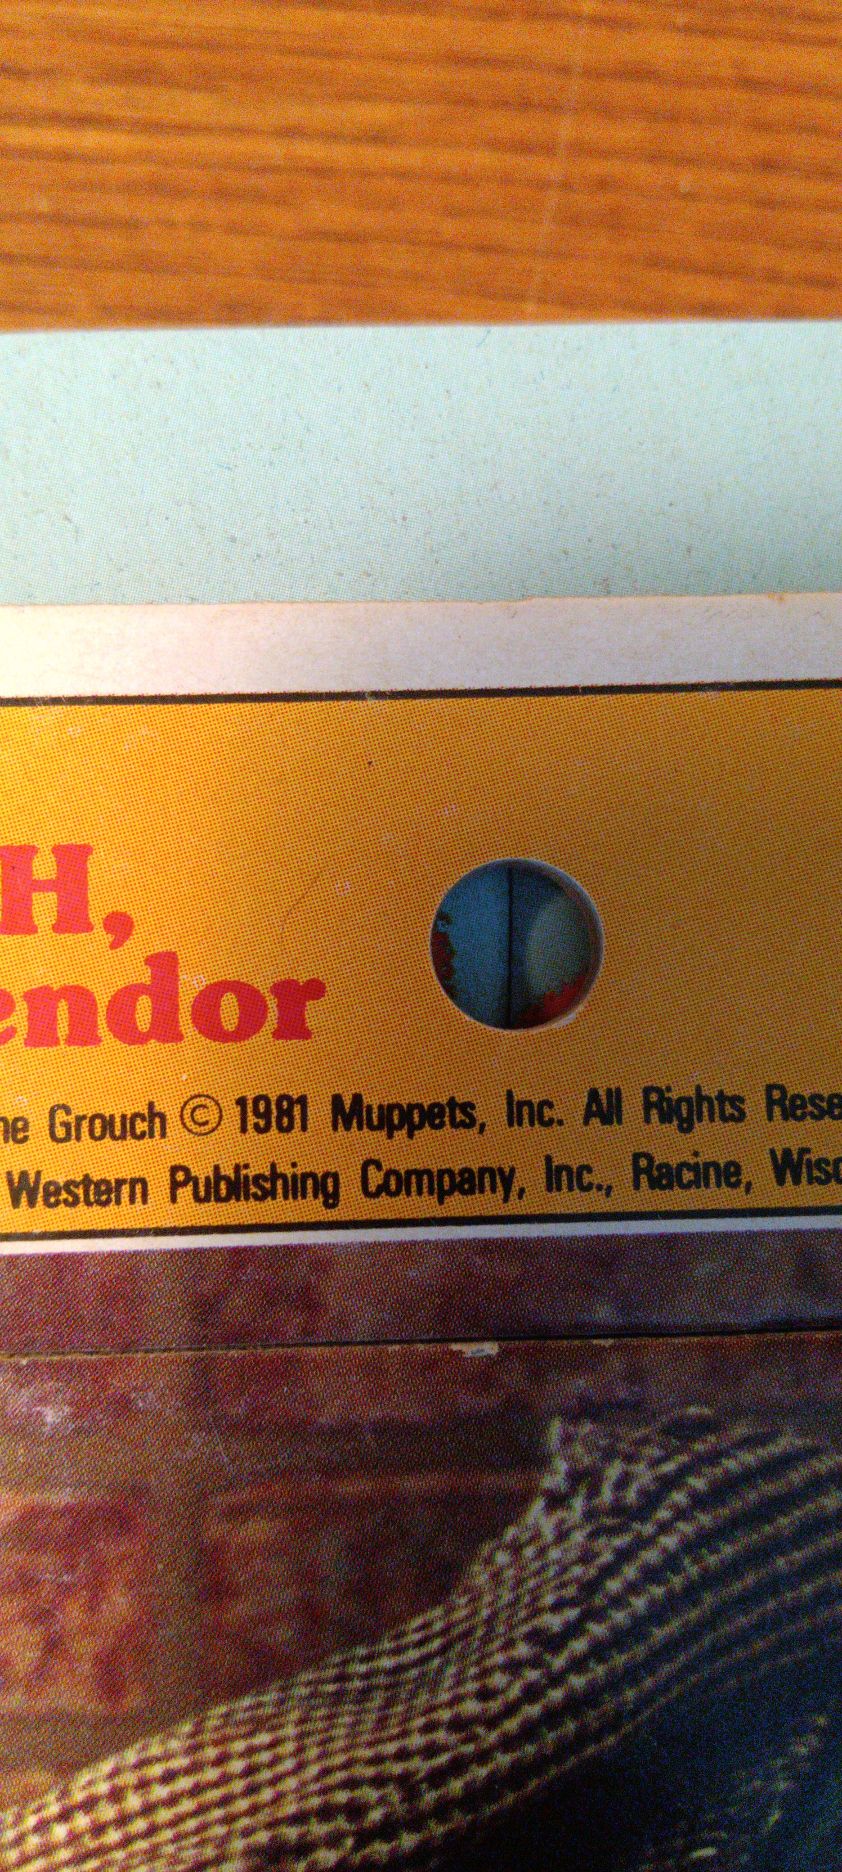 H,
endor
he Grouch © 1981 Muppets, Inc. All Rights Rese
Western Publishing Company, Inc., Racine, Wisc